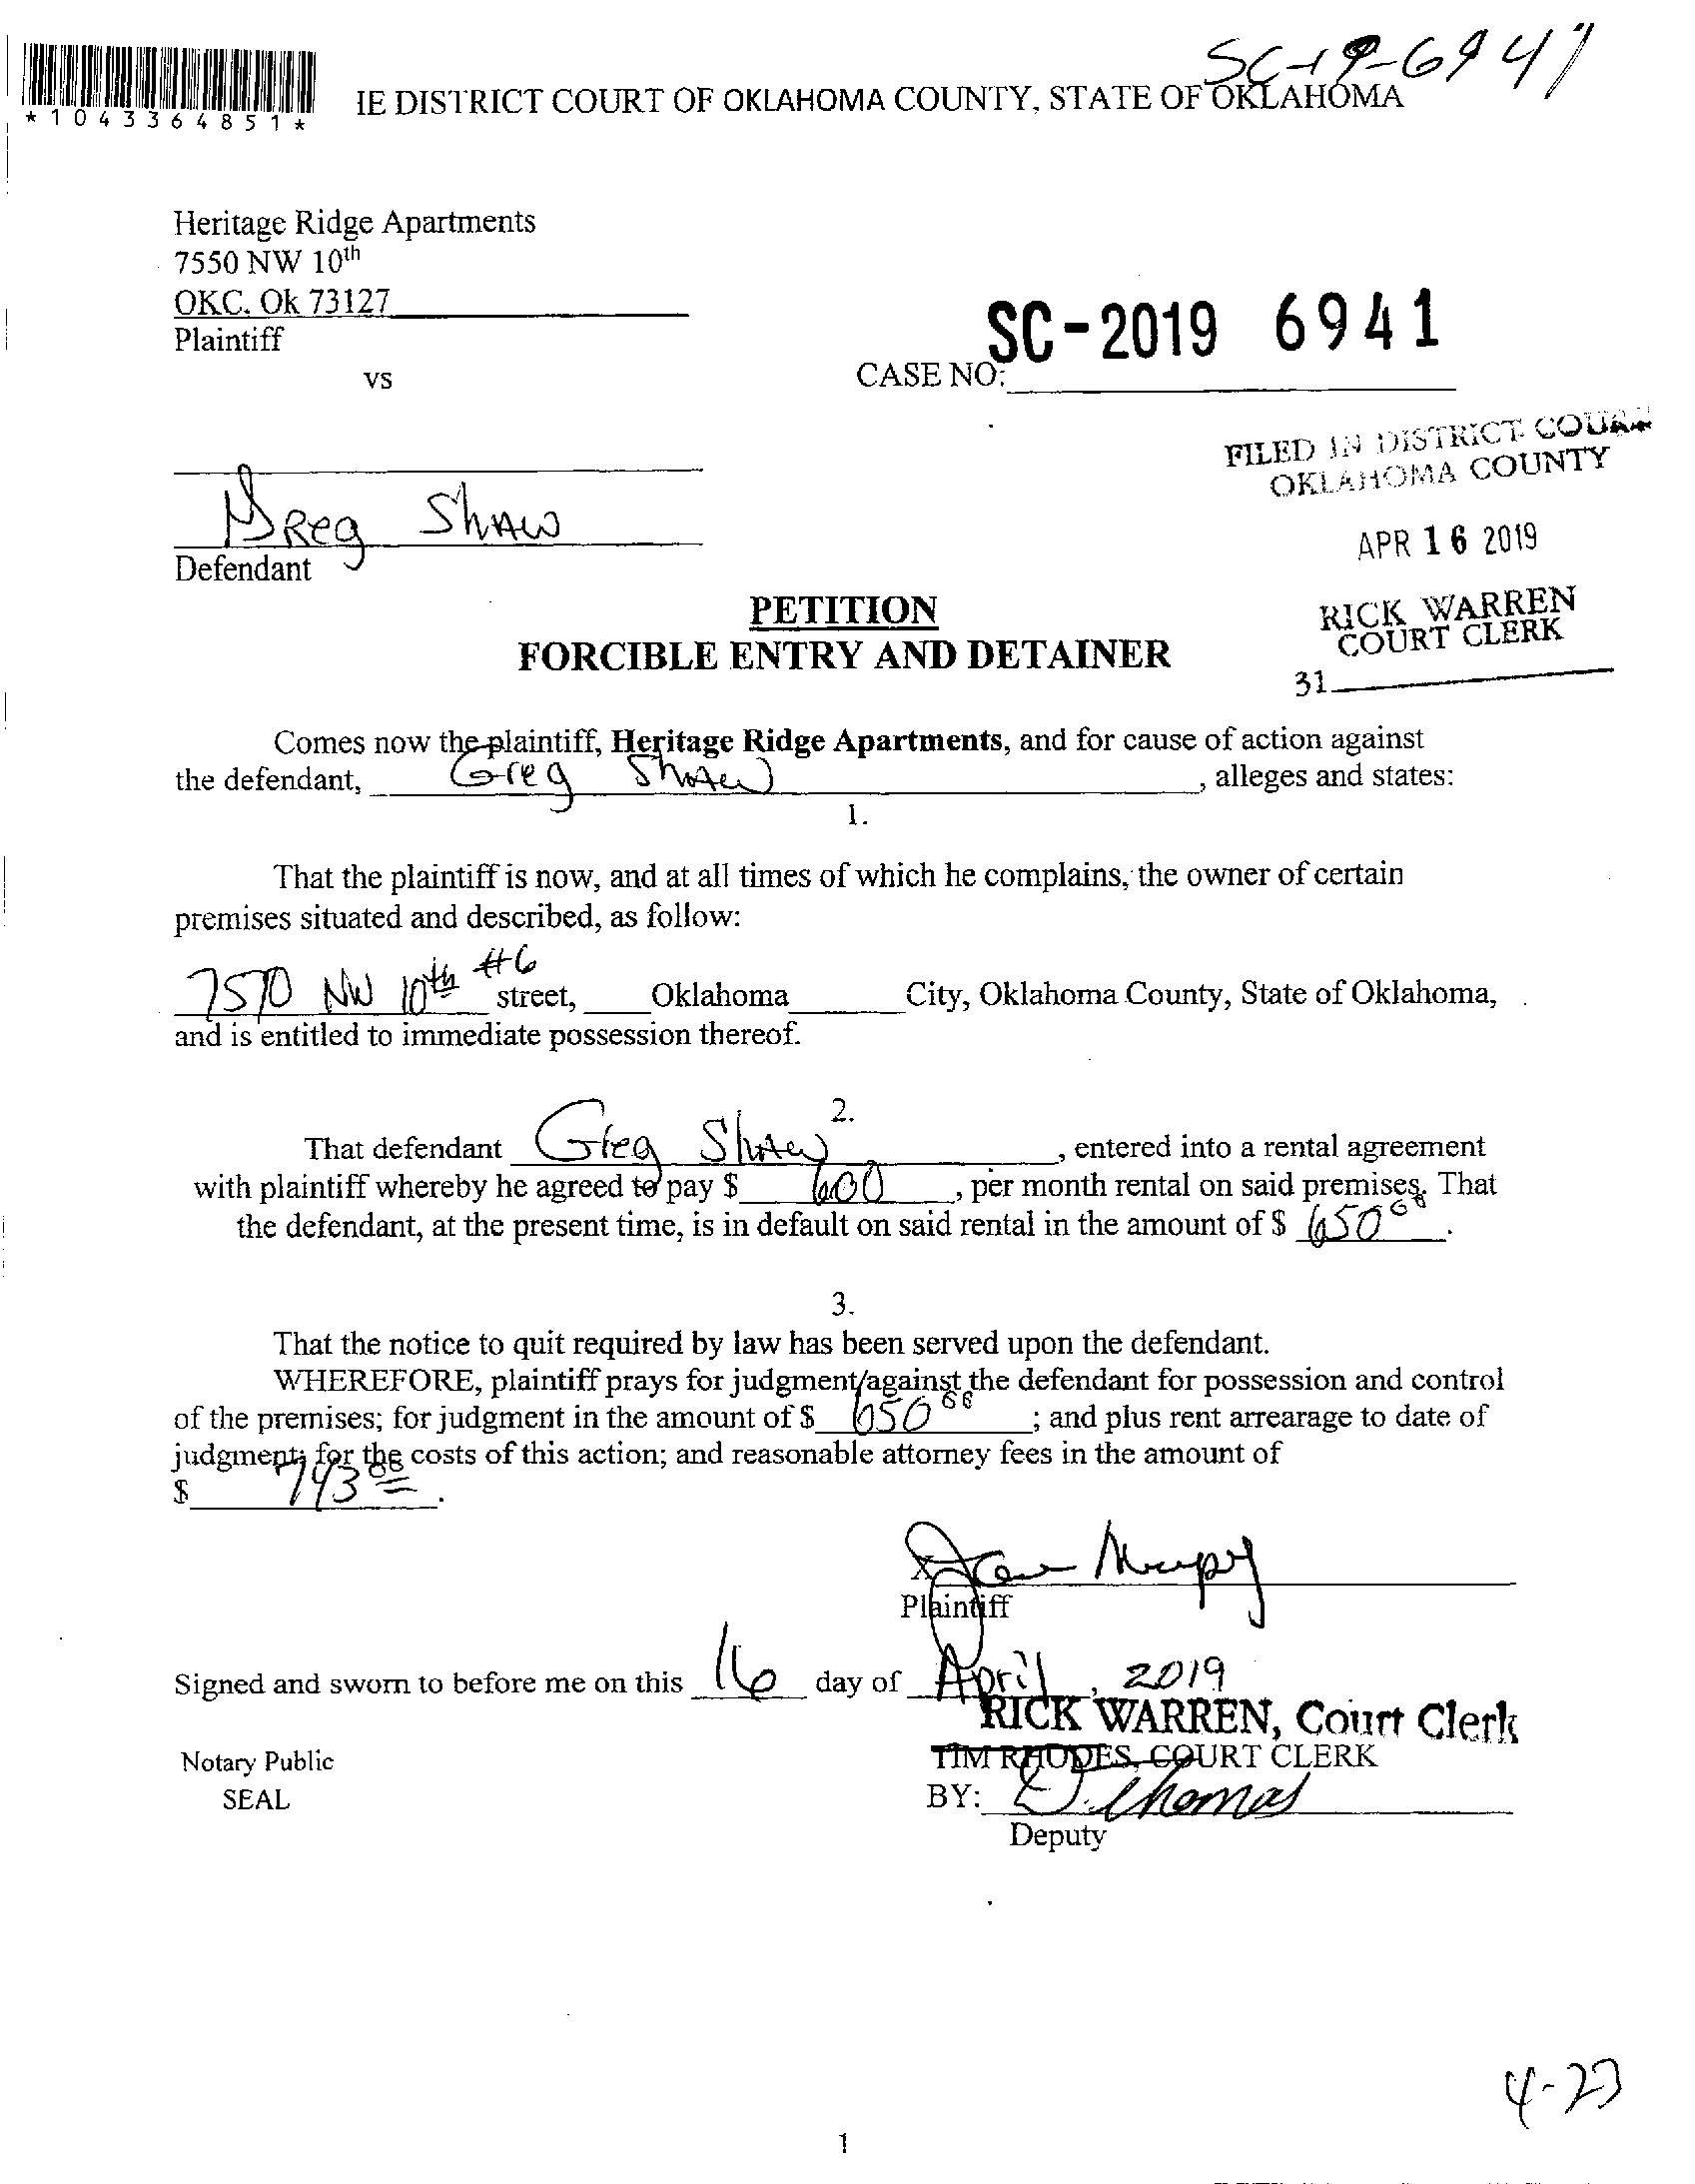 SC-19-6941
*1043364851*
IE DISTRICT COURT OF OKLAHOMA COUNTY, STATE OF OKLAHOMA
Heritage Ridge Apartments
7550 NW 10th
OKC, Ok 73127
Plaintiff
vs
SC-2019 6941
CASE NO:
FILED IN DISTRICT COURT
OKLAHOMA COUNTY
APR 16 2019
RICK WARREN
COURT CLERK
31
Greg Shaw
Defendant
PETITION
FORCIBLE ENTRY AND DETAINER
Comes now the plaintiff, Heritage Ridge Apartments, and for cause of action against
the defendant, Greg Shaw, alleges and states:
1.
That the plaintiff is now, and at all times of which he complains, the owner of certain
premises situated and described, as follow:
7570 NW 10th #6 street, Oklahoma City, Oklahoma County, State of Oklahoma,
and is entitled to immediate possession thereof.
2.
That defendant Greg Shaw, entered into a rental agreement
with plaintiff whereby he agreed to pay $ 600, per month rental on said premises. That
the defendant, at the present time, is in default on said rental in the amount of $ 650 00.
3.
That the notice to quit required by law has been served upon the defendant.
WHEREFORE, plaintiff prays for judgment against the defendant for possession and control
of the premises; for judgment in the amount of $ 650 00; and plus rent arrearage to date of
judgment; for the costs of this action; and reasonable attorney fees in the amount of
$ 743 00.
X
Plaintiff
Signed and sworn to before me on this 16 day of April, 2019
RICK WARREN, Court Clerk
Notary Public
TIM RHODES, COURT CLERK
SEAL
BY: D. Thomas
Deputy
4-23
1